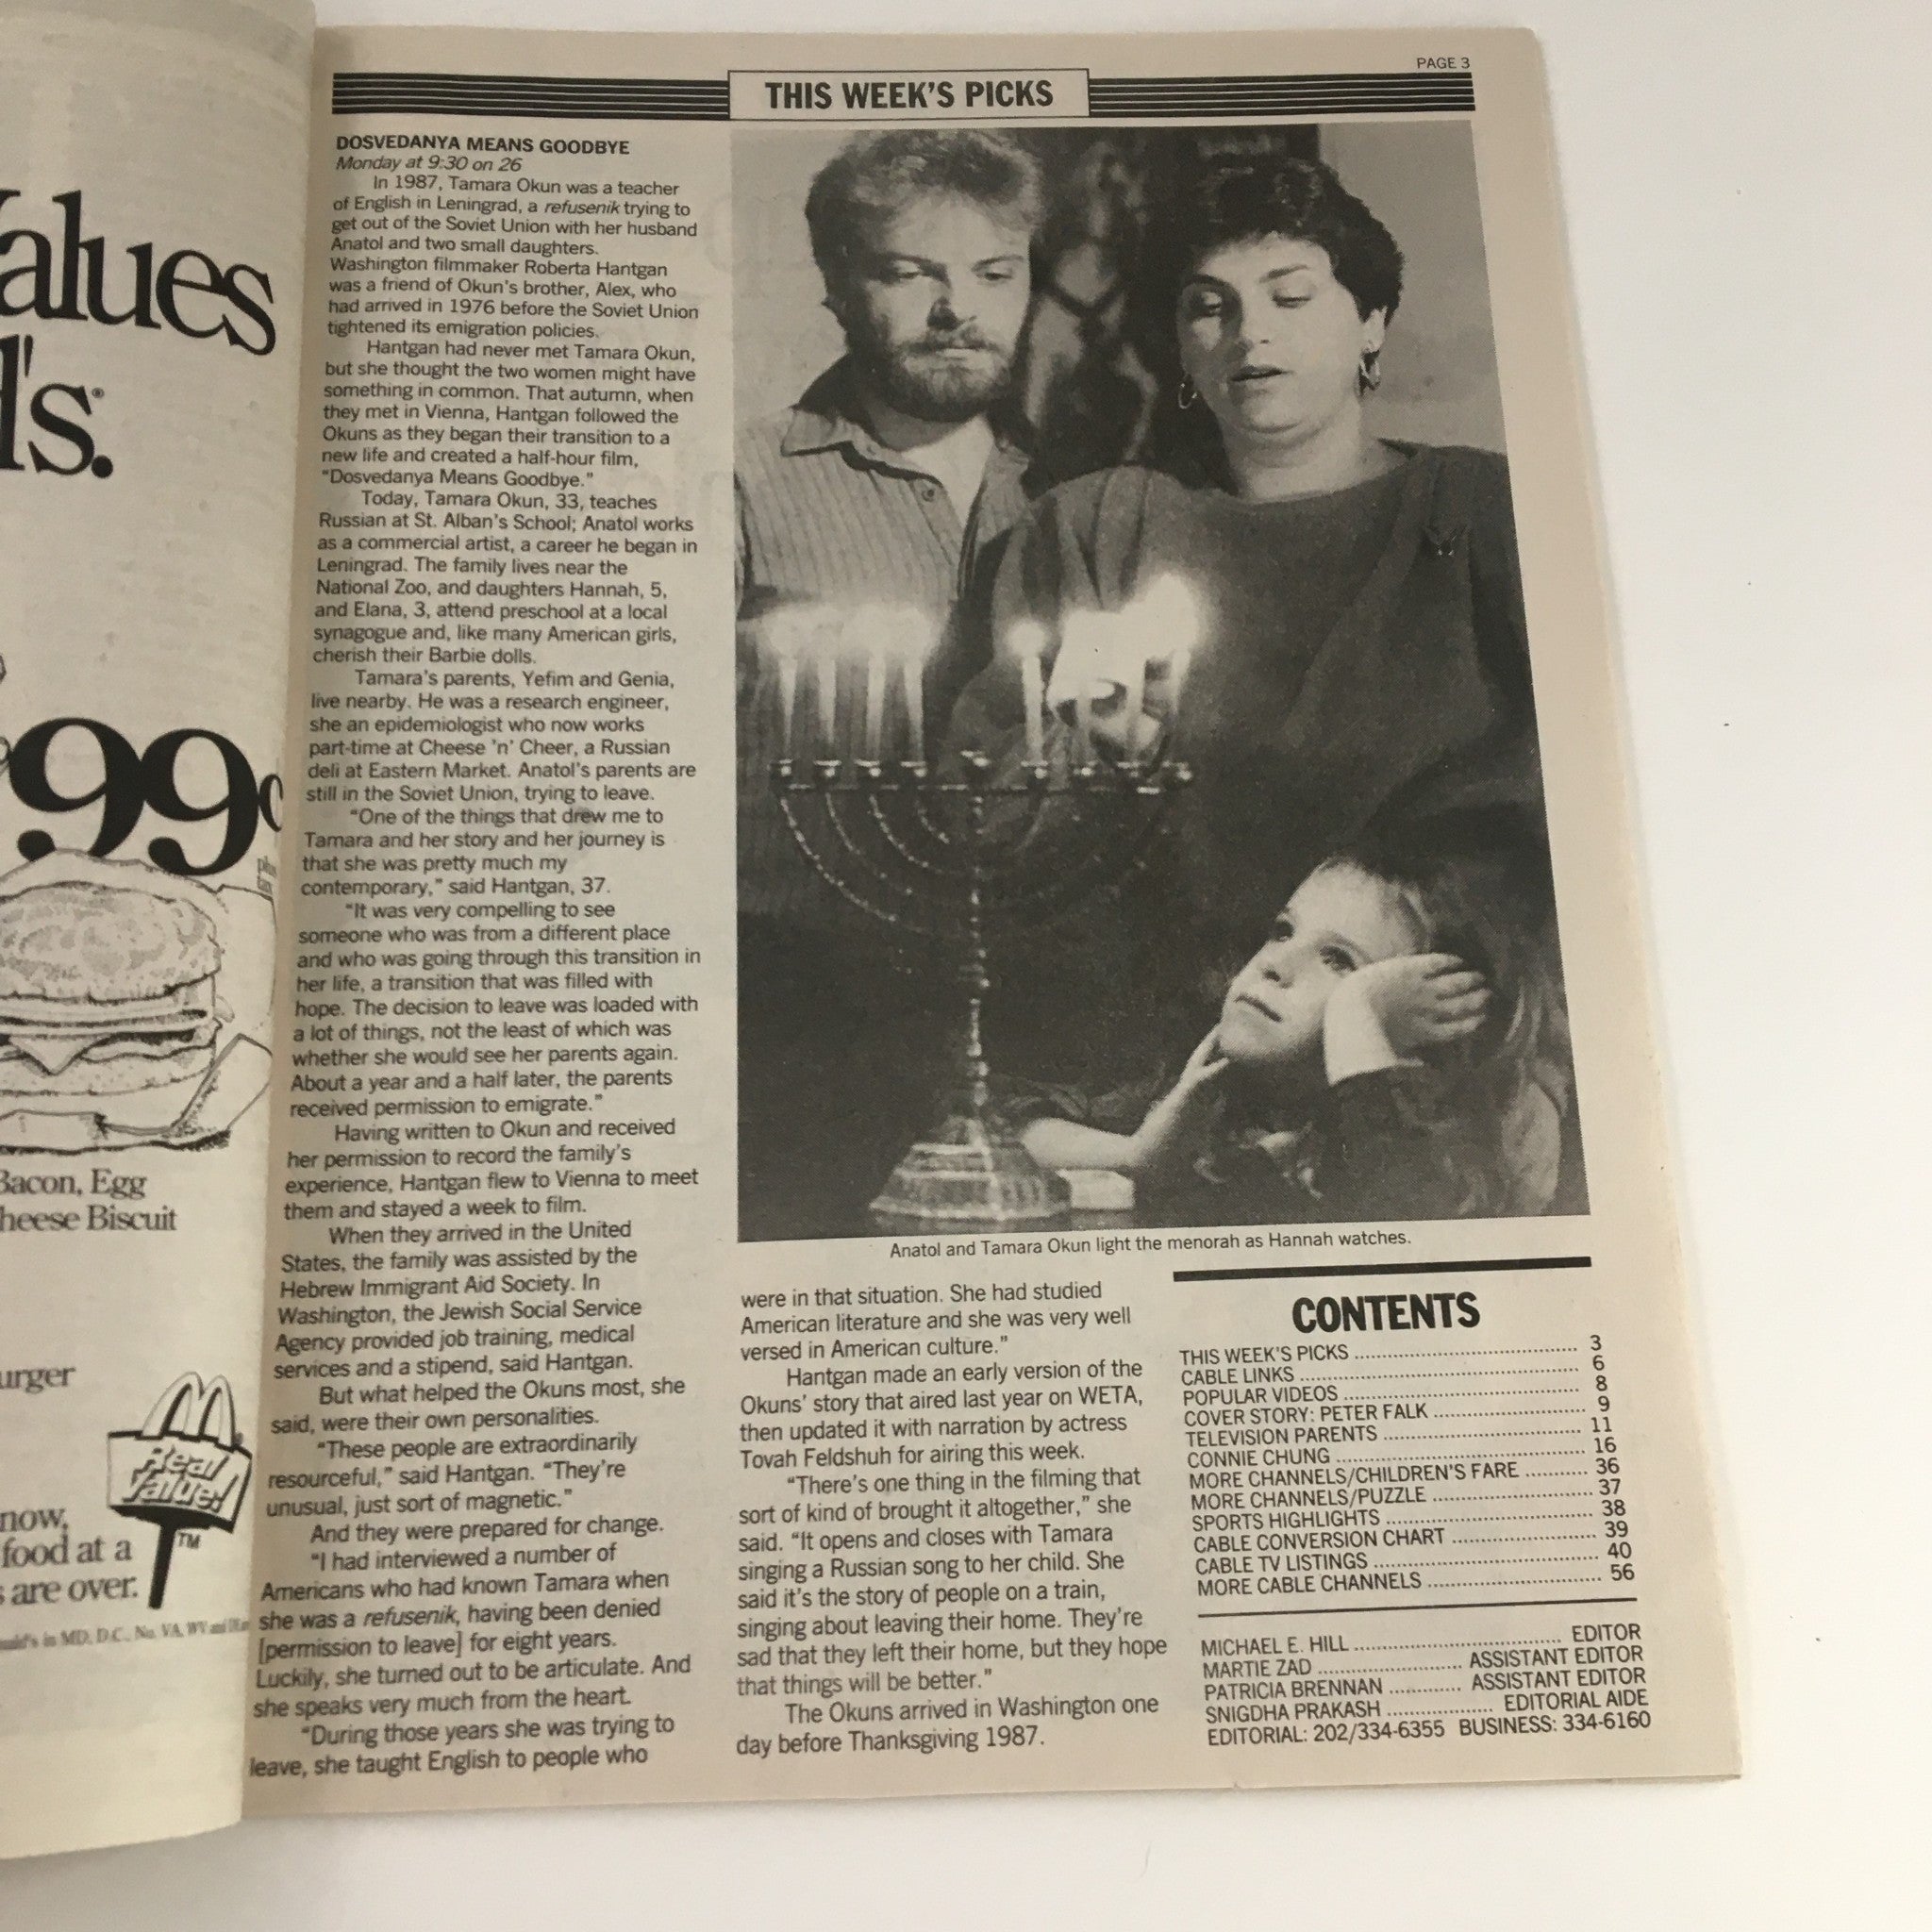 alues
's.
99¢
Bacon, Egg
heese Biscuit
urger
Real
Value!
TM
now,
food at a
s are over.
PAGE 3
THIS WEEK'S PICKS
DOSVEDANYA MEANS GOODBYE
Monday at 9:30 on 26
In 1987, Tamara Okun was a teacher
of English in Leningrad, a refusenik trying to
get out of the Soviet Union with her husband
Anatol and two small daughters.
Washington filmmaker Roberta Hantgan
was a friend of Okun's brother, Alex, who
had arrived in 1976 before the Soviet Union
tightened its emigration policies.
Hantgan had never met Tamara Okun,
but she thought the two women might have
something in common. That autumn, when
they met in Vienna, Hantgan followed the
Okuns as they began their transition to a
new life and created a half-hour film,
"Dosvedanya Means Goodbye."
Today, Tamara Okun, 33, teaches
Russian at St. Alban's School; Anatol works
as a commercial artist, a career he began in
Leningrad. The family lives near the
National Zoo, and daughters Hannah, 5,
and Elana, 3, attend preschool at a local
synagogue and, like many American girls,
cherish their Barbie dolls.
Tamara's parents, Yefim and Genia,
live nearby. He was a research engineer,
she an epidemiologist who now works
part-time at Cheese 'n' Cheer, a Russian
deli at Eastern Market. Anatol's parents are
still in the Soviet Union, trying to leave.
"One of the things that drew me to
Tamara and her story and her journey is
that she was pretty much my
contemporary," said Hantgan, 37.
"It was very compelling to see
someone who was from a different place
and who was going through this transition in
her life, a transition that was filled with
hope. The decision to leave was loaded with
a lot of things, not the least of which was
whether she would see her parents again.
About a year and a half later, the parents
received permission to emigrate."
Having written to Okun and received
her permission to record the family's
experience, Hantgan flew to Vienna to meet
them and stayed a week to film.
When they arrived in the United
States, the family was assisted by the
Hebrew Immigrant Aid Society. In
Washington, the Jewish Social Service
Agency provided job training, medical
services and a stipend, said Hantgan.
But what helped the Okuns most, she
said, were their own personalities.
"These people are extraordinarily
resourceful," said Hantgan. "They're
unusual, just sort of magnetic."
And they were prepared for change.
"I had interviewed a number of
Americans who had known Tamara when
she was a refusenik, having been denied
[permission to leave] for eight years.
Luckily, she turned out to be articulate. And
she speaks very much from the heart.
"During those years she was trying to
leave, she taught English to people who
Anatol and Tamara Okun light the menorah as Hannah watches.
were in that situation. She had studied
American literature and she was very well
versed in American culture."
Hantgan made an early version of the
Okuns' story that aired last year on WETA,
then updated it with narration by actress
Tovah Feldshuh for airing this week.
"There's one thing in the filming that
sort of kind of brought it altogether," she
said. "It opens and closes with Tamara
singing a Russian song to her child. She
said it's the story of people on a train,
singing about leaving their home. They're
sad that they left their home, but they hope
that things will be better."
The Okuns arrived in Washington one
day before Thanksgiving 1987.
CONTENTS
THIS WEEK'S PICKS 3
CABLE LINKS 6
POPULAR VIDEOS 8
COVER STORY: PETER FALK 9
TELEVISION PARENTS 11
CONNIE CHUNG 16
MORE CHANNELS/CHILDREN'S FARE 36
MORE CHANNELS/PUZZLE 37
SPORTS HIGHLIGHTS 38
CABLE CONVERSION CHART 39
CABLE TV LISTINGS 40
MORE CABLE CHANNELS 56
MICHAEL E. HILL EDITOR
MARTIE ZAD ASSISTANT EDITOR
PATRICIA BRENNAN ASSISTANT EDITOR
SNIGDHA PRAKASH EDITORIAL AIDE
EDITORIAL: 202/334-6355 BUSINESS: 334-6160